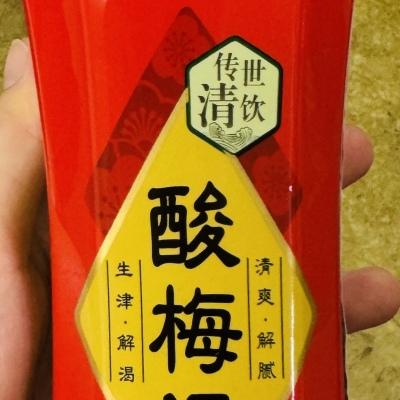 传世
清饮
酸梅
生津·解渴
清爽·解腻